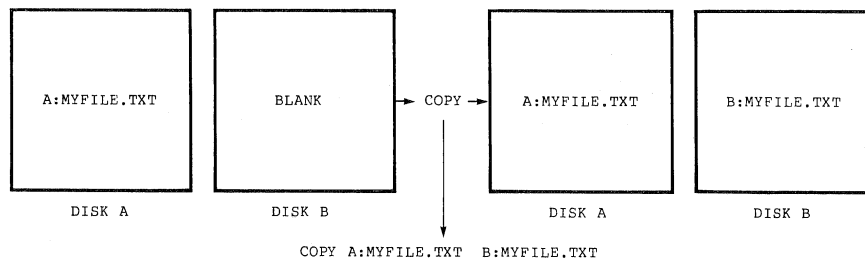 A:MYFILE.TXT
BLANK
COPY
A:MYFILE.TXT
B:MYFILE.TXT
DISK A
DISK B
DISK A
DISK B
COPY A:MYFILE.TXT B:MYFILE.TXT